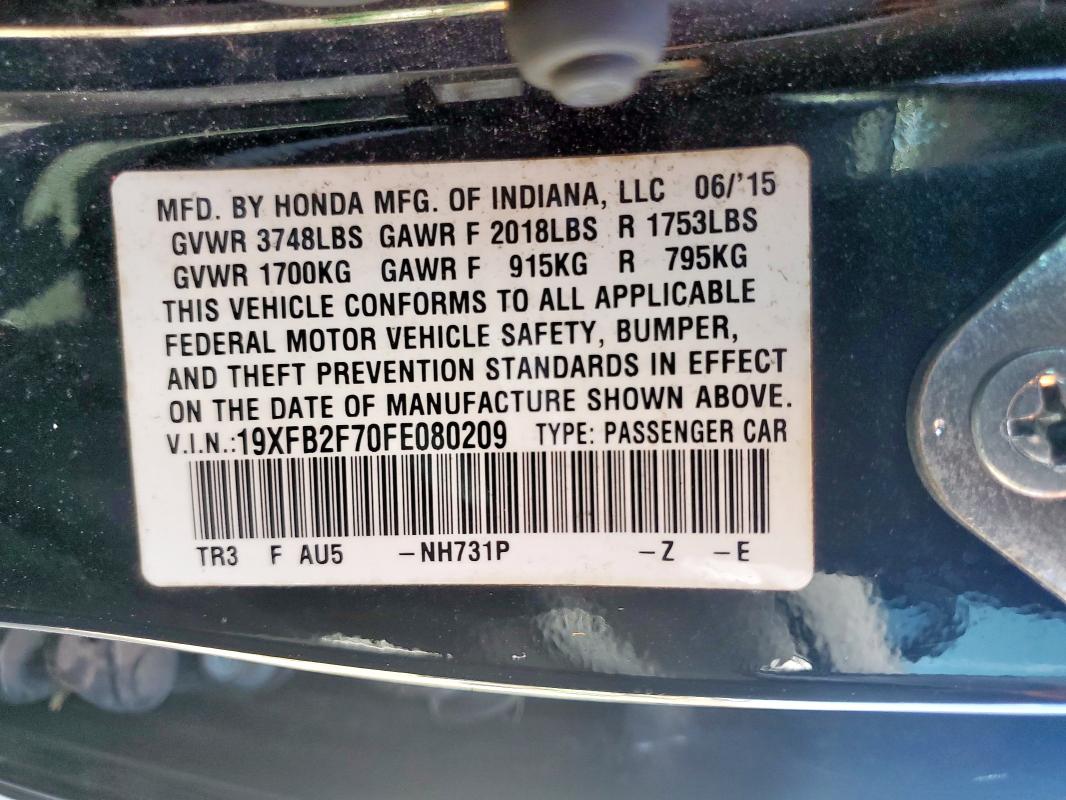 MFD. BY HONDA MFG. OF INDIANA, LLC 06/'15
GVWR 3748LBS GAWR F 2018LBS R 1753LBS
GVWR 1700KG GAWR F 915KG R 795KG
THIS VEHICLE CONFORMS TO ALL APPLICABLE
FEDERAL MOTOR VEHICLE SAFETY, BUMPER,
AND THEFT PREVENTION STANDARDS IN EFFECT
ON THE DATE OF MANUFACTURE SHOWN ABOVE.
V.I.N.:19XFB2F70FE080209 TYPE: PASSENGER CAR
TR3 F AU5 -NH731P -Z -E